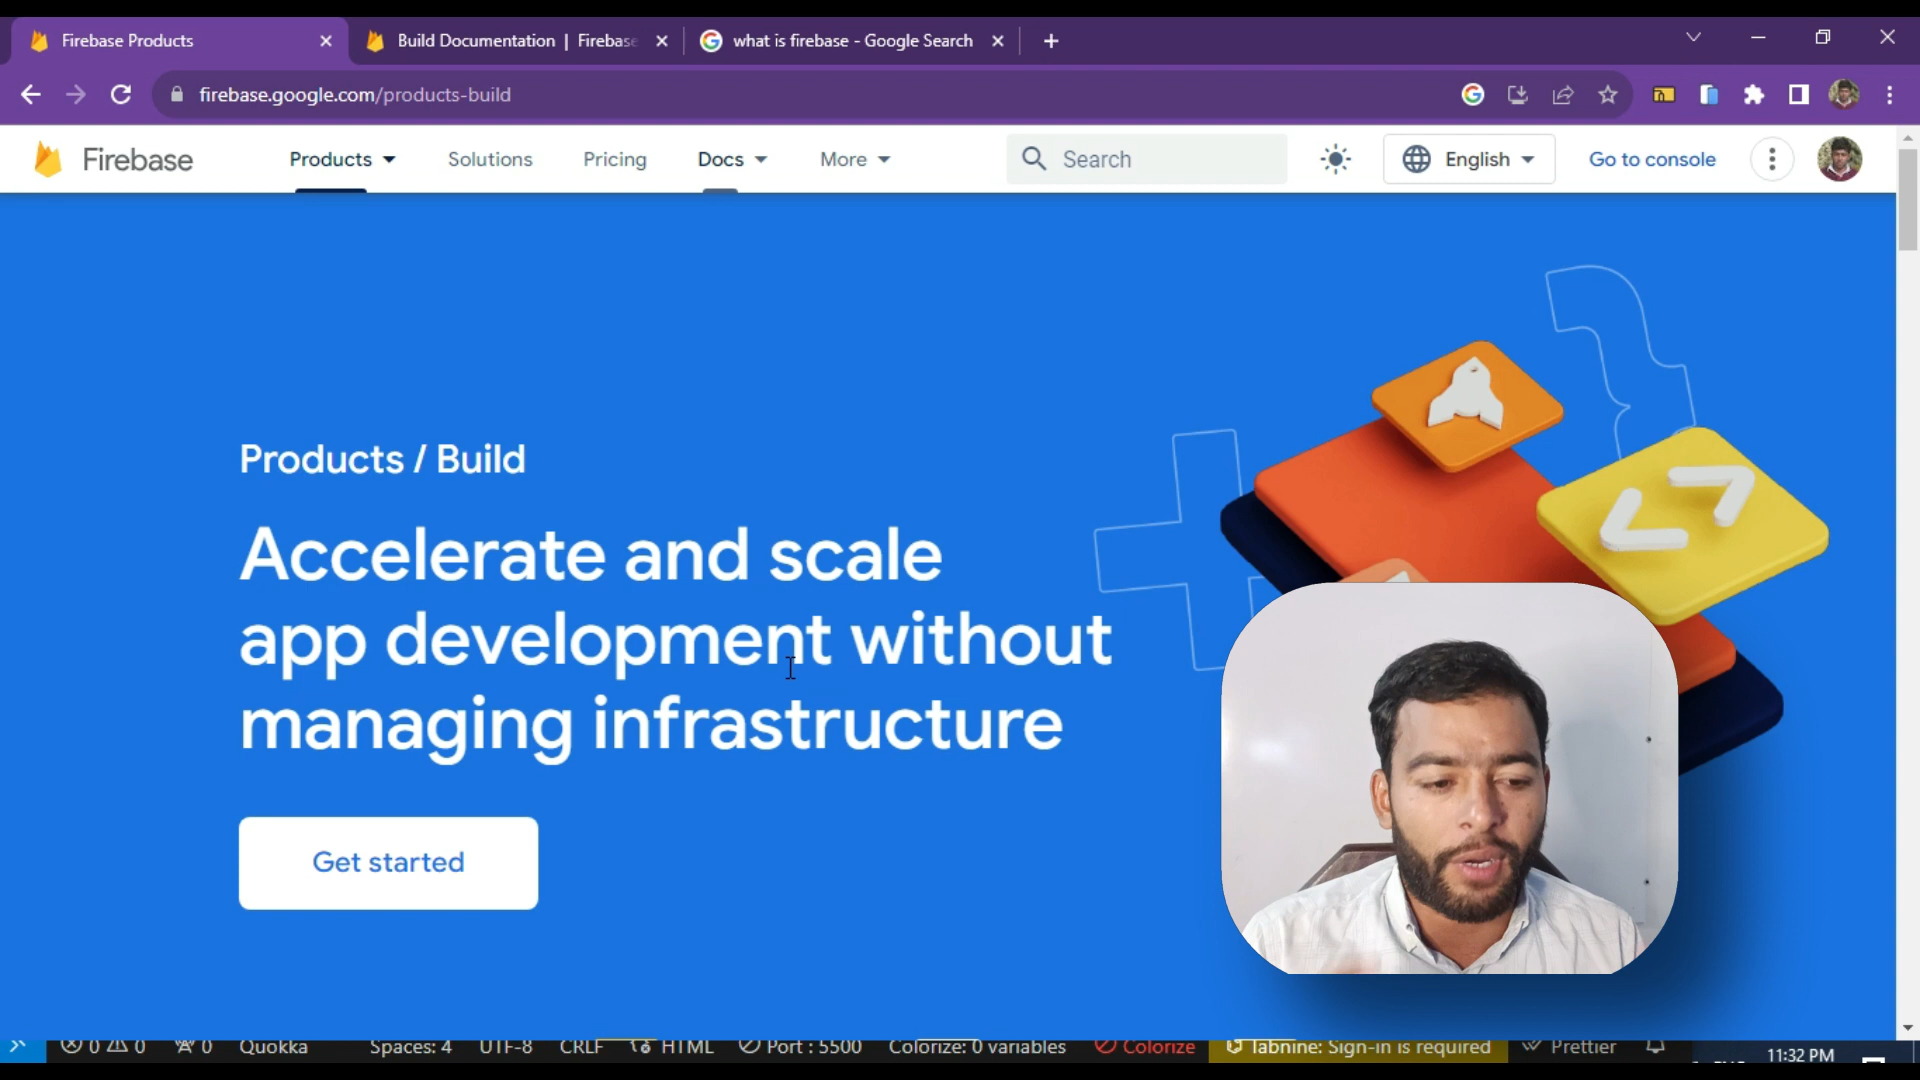 Firebase Products
Build Documentation | Firebase
what is firebase - Google Search
firebase.google.com/products-build
Firebase
Products
Solutions
Pricing
Docs
More
Search
English
Go to console
Products / Build
Accelerate and scale
app development without
managing infrastructure
Get started
0 0
0
Quokka
Spaces: 4
UTF-8
CRLF
HTML
Port : 5500
Colorize: 0 variables
Colorize
Tabnine: Sign-in is required
Prettier
11:32 PM